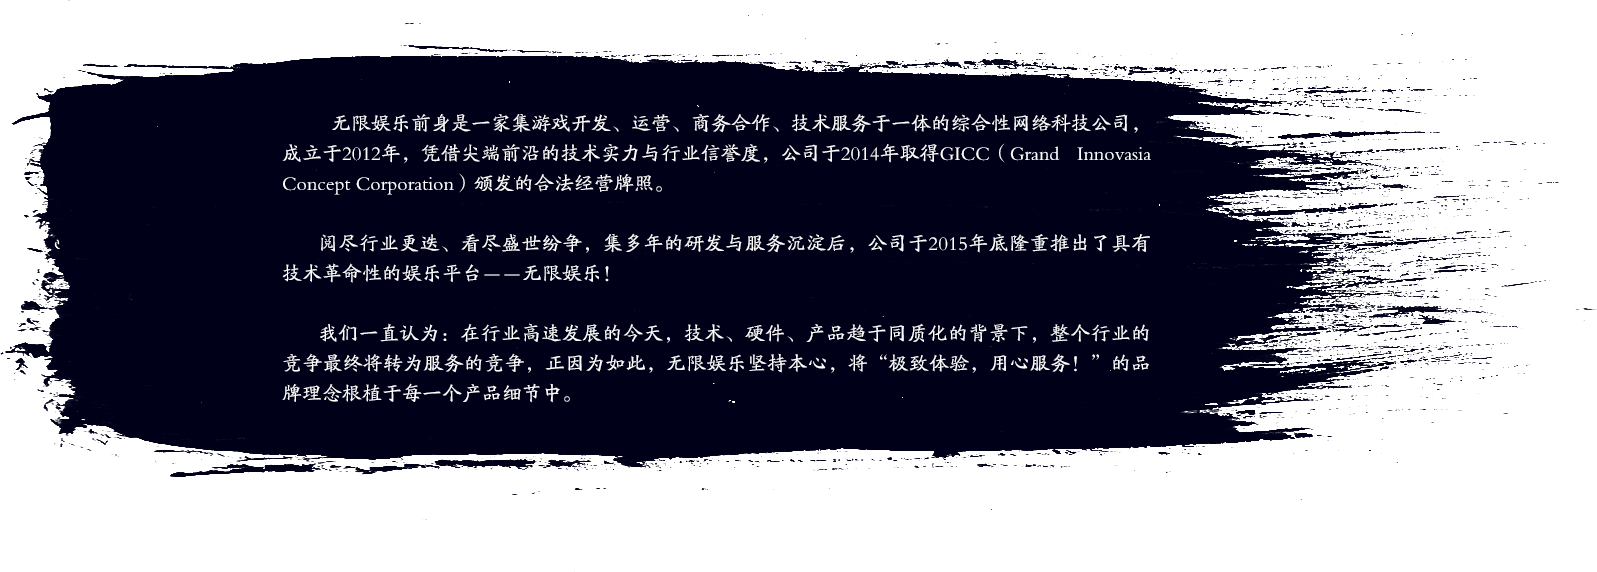 无限娱乐前身是一家集游戏开发、运营、商务合作、技术服务于一体的综合性网络科技公司，
成立于2012年，凭借尖端前沿的技术实力与行业信誉度，公司于2014年取得GICC（Grand Innovasia
Concept Corporation）颁发的合法经营牌照。
阅尽行业更迭、看尽盛世纷争，集多年的研发与服务沉淀后，公司于2015年底隆重推出了具有
技术革命性的娱乐平台——无限娱乐！
我们一直认为：在行业高速发展的今天，技术、硬件、产品趋于同质化的背景下，整个行业的
竞争最终将转为服务的竞争，正因为如此，无限娱乐坚持本心，将“极致体验，用心服务！”的品
牌理念根植于每一个产品细节中。